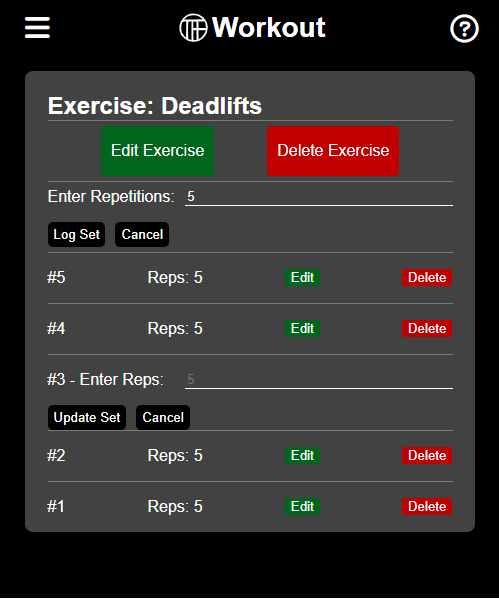 TFF Workout ?
Exercise: Deadlifts
Edit Exercise Delete Exercise
Enter Repetitions: 5
Log Set Cancel
#5 Reps: 5 Edit Delete
#4 Reps: 5 Edit Delete
#3 - Enter Reps: 5
Update Set Cancel
#2 Reps: 5 Edit Delete
#1 Reps: 5 Edit Delete